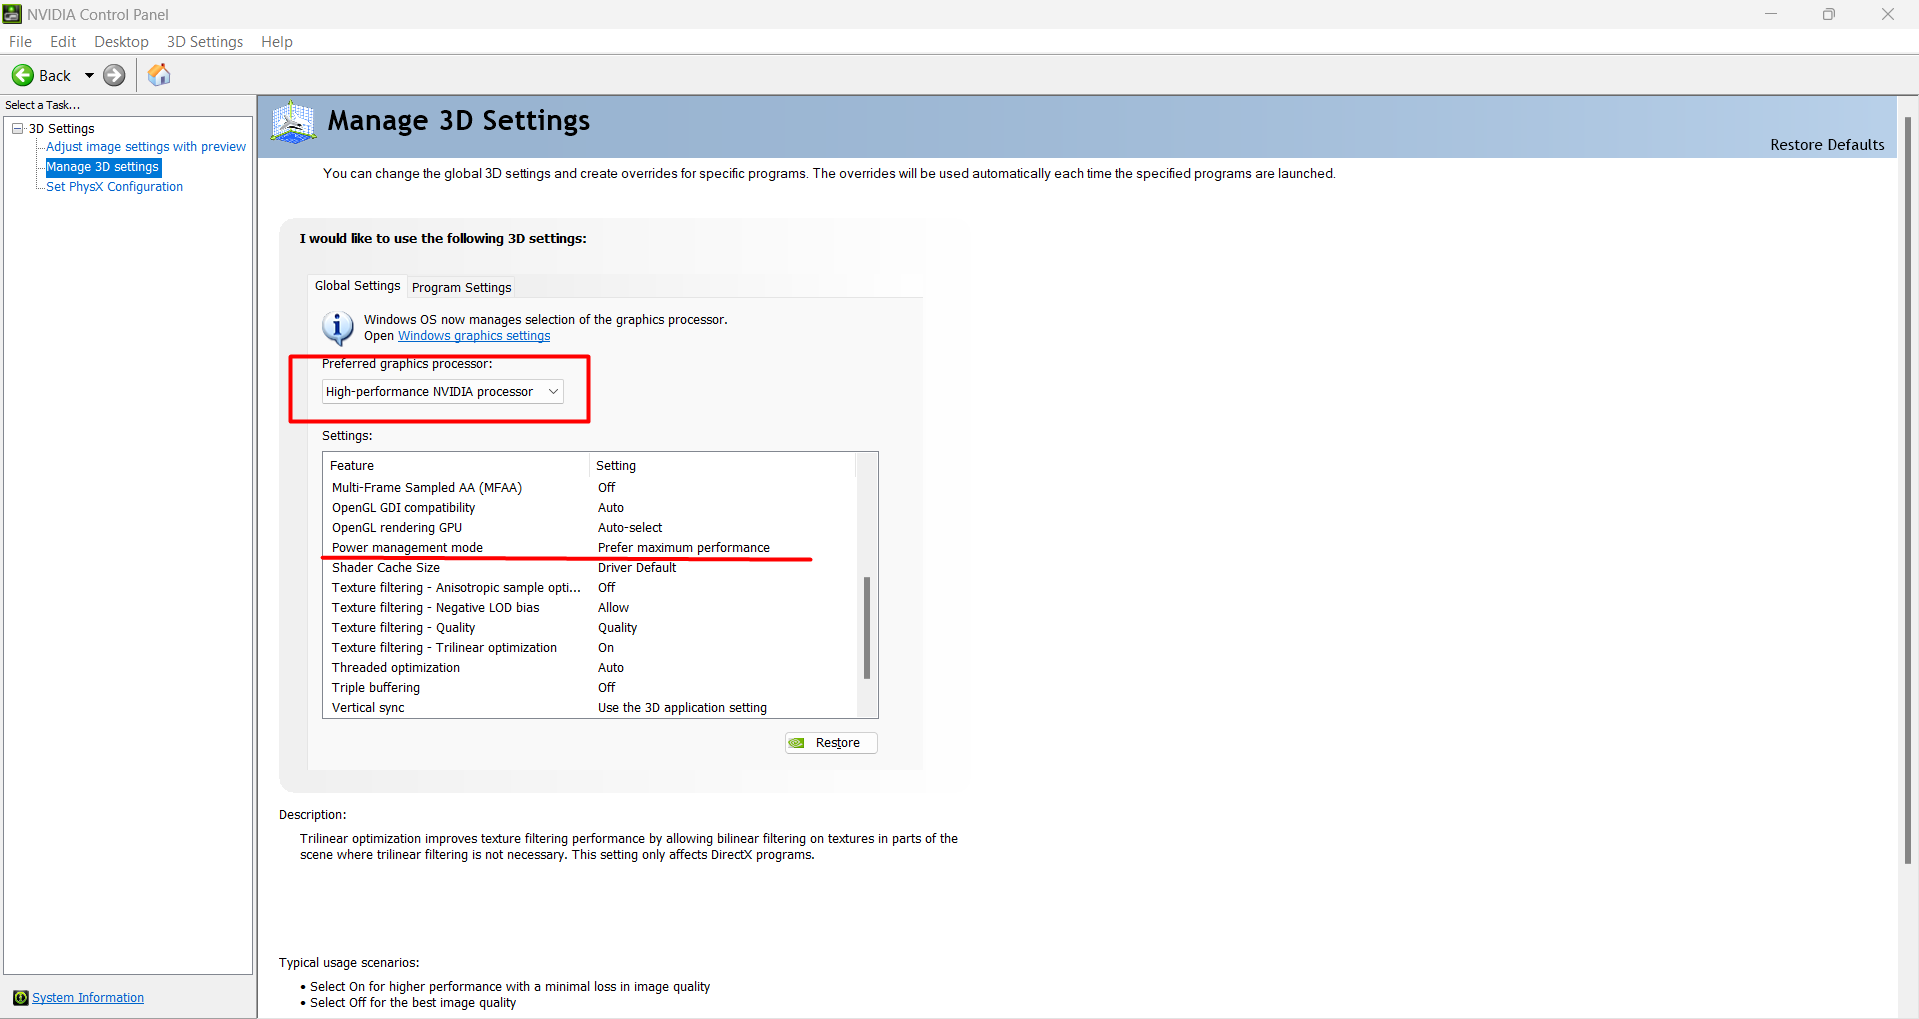 NVIDIA Control Panel
File Edit Desktop 3D Settings Help
Back
Select a Task...
3D Settings
Adjust image settings with preview
Manage 3D settings
Set PhysX Configuration
System Information
Manage 3D Settings
Restore Defaults
You can change the global 3D settings and create overrides for specific programs. The overrides will be used automatically each time the specified programs are launched.
I would like to use the following 3D settings:
Global Settings Program Settings
Windows OS now manages selection of the graphics processor.
Open Windows graphics settings
Preferred graphics processor:
High-performance NVIDIA processor
Settings:
Feature Setting
Multi-Frame Sampled AA (MFAA) Off
OpenGL GDI compatibility Auto
OpenGL rendering GPU Auto-select
Power management mode Prefer maximum performance
Shader Cache Size Driver Default
Texture filtering - Anisotropic sample opti... Off
Texture filtering - Negative LOD bias Allow
Texture filtering - Quality Quality
Texture filtering - Trilinear optimization On
Threaded optimization Auto
Triple buffering Off
Vertical sync Use the 3D application setting
Restore
Description:
Trilinear optimization improves texture filtering performance by allowing bilinear filtering on textures in parts of the
scene where trilinear filtering is not necessary. This setting only affects DirectX programs.
Typical usage scenarios:
• Select On for higher performance with a minimal loss in image quality
• Select Off for the best image quality